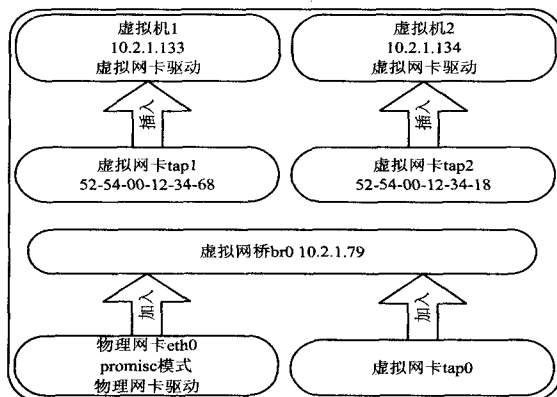 虚拟机1
10.2.1.133
虚拟网卡驱动
虚拟机2
10.2.1.134
虚拟网卡驱动
插入
插入
虚拟网卡tap1
52-54-00-12-34-68
虚拟网卡tap2
52-54-00-12-34-18
虚拟网桥br0 10.2.1.79
加入
加入
物理网卡eth0
promisc模式
物理网卡驱动
虚拟网卡tap0